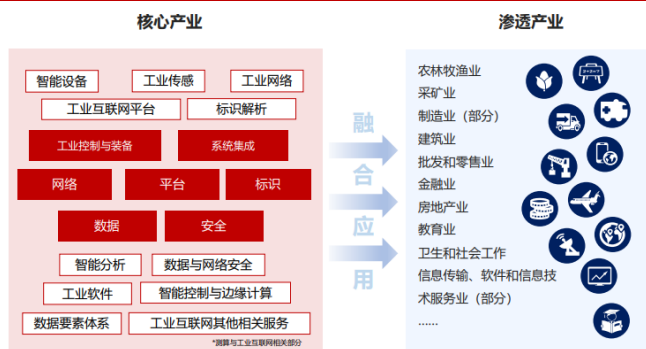 核心产业
渗透产业
智能设备
工业传感
工业网络
工业互联网平台
标识解析
工业控制与装备
系统集成
网络
平台
标识
数据
安全
智能分析
数据与网络安全
工业软件
智能控制与边缘计算
数据要素体系
工业互联网其他相关服务
*测算与工业互联网相关部分
融
合
应
用
农林牧渔业
采矿业
制造业（部分）
建筑业
批发和零售业
金融业
房地产业
教育业
卫生和社会工作
信息传输、软件和信息技
术服务业（部分）
......